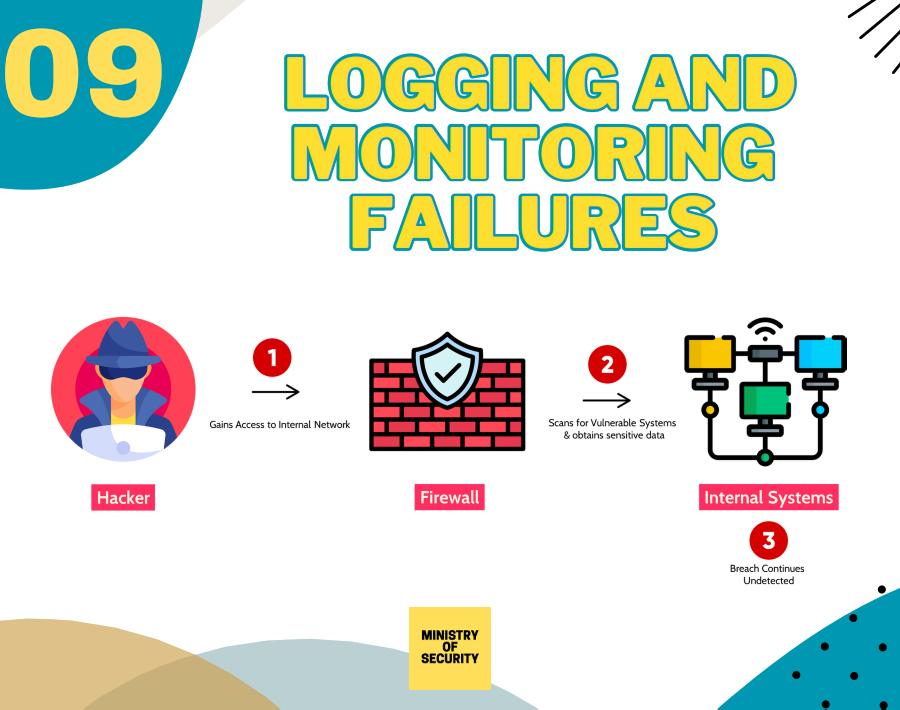 09
LOGGING AND
MONITORING
FAILURES
1
Gains Access to Internal Network
2
Scans for Vulnerable Systems
& obtains sensitive data
Hacker
Firewall
Internal Systems
3
Breach Continues
Undetected
MINISTRY
OF
SECURITY